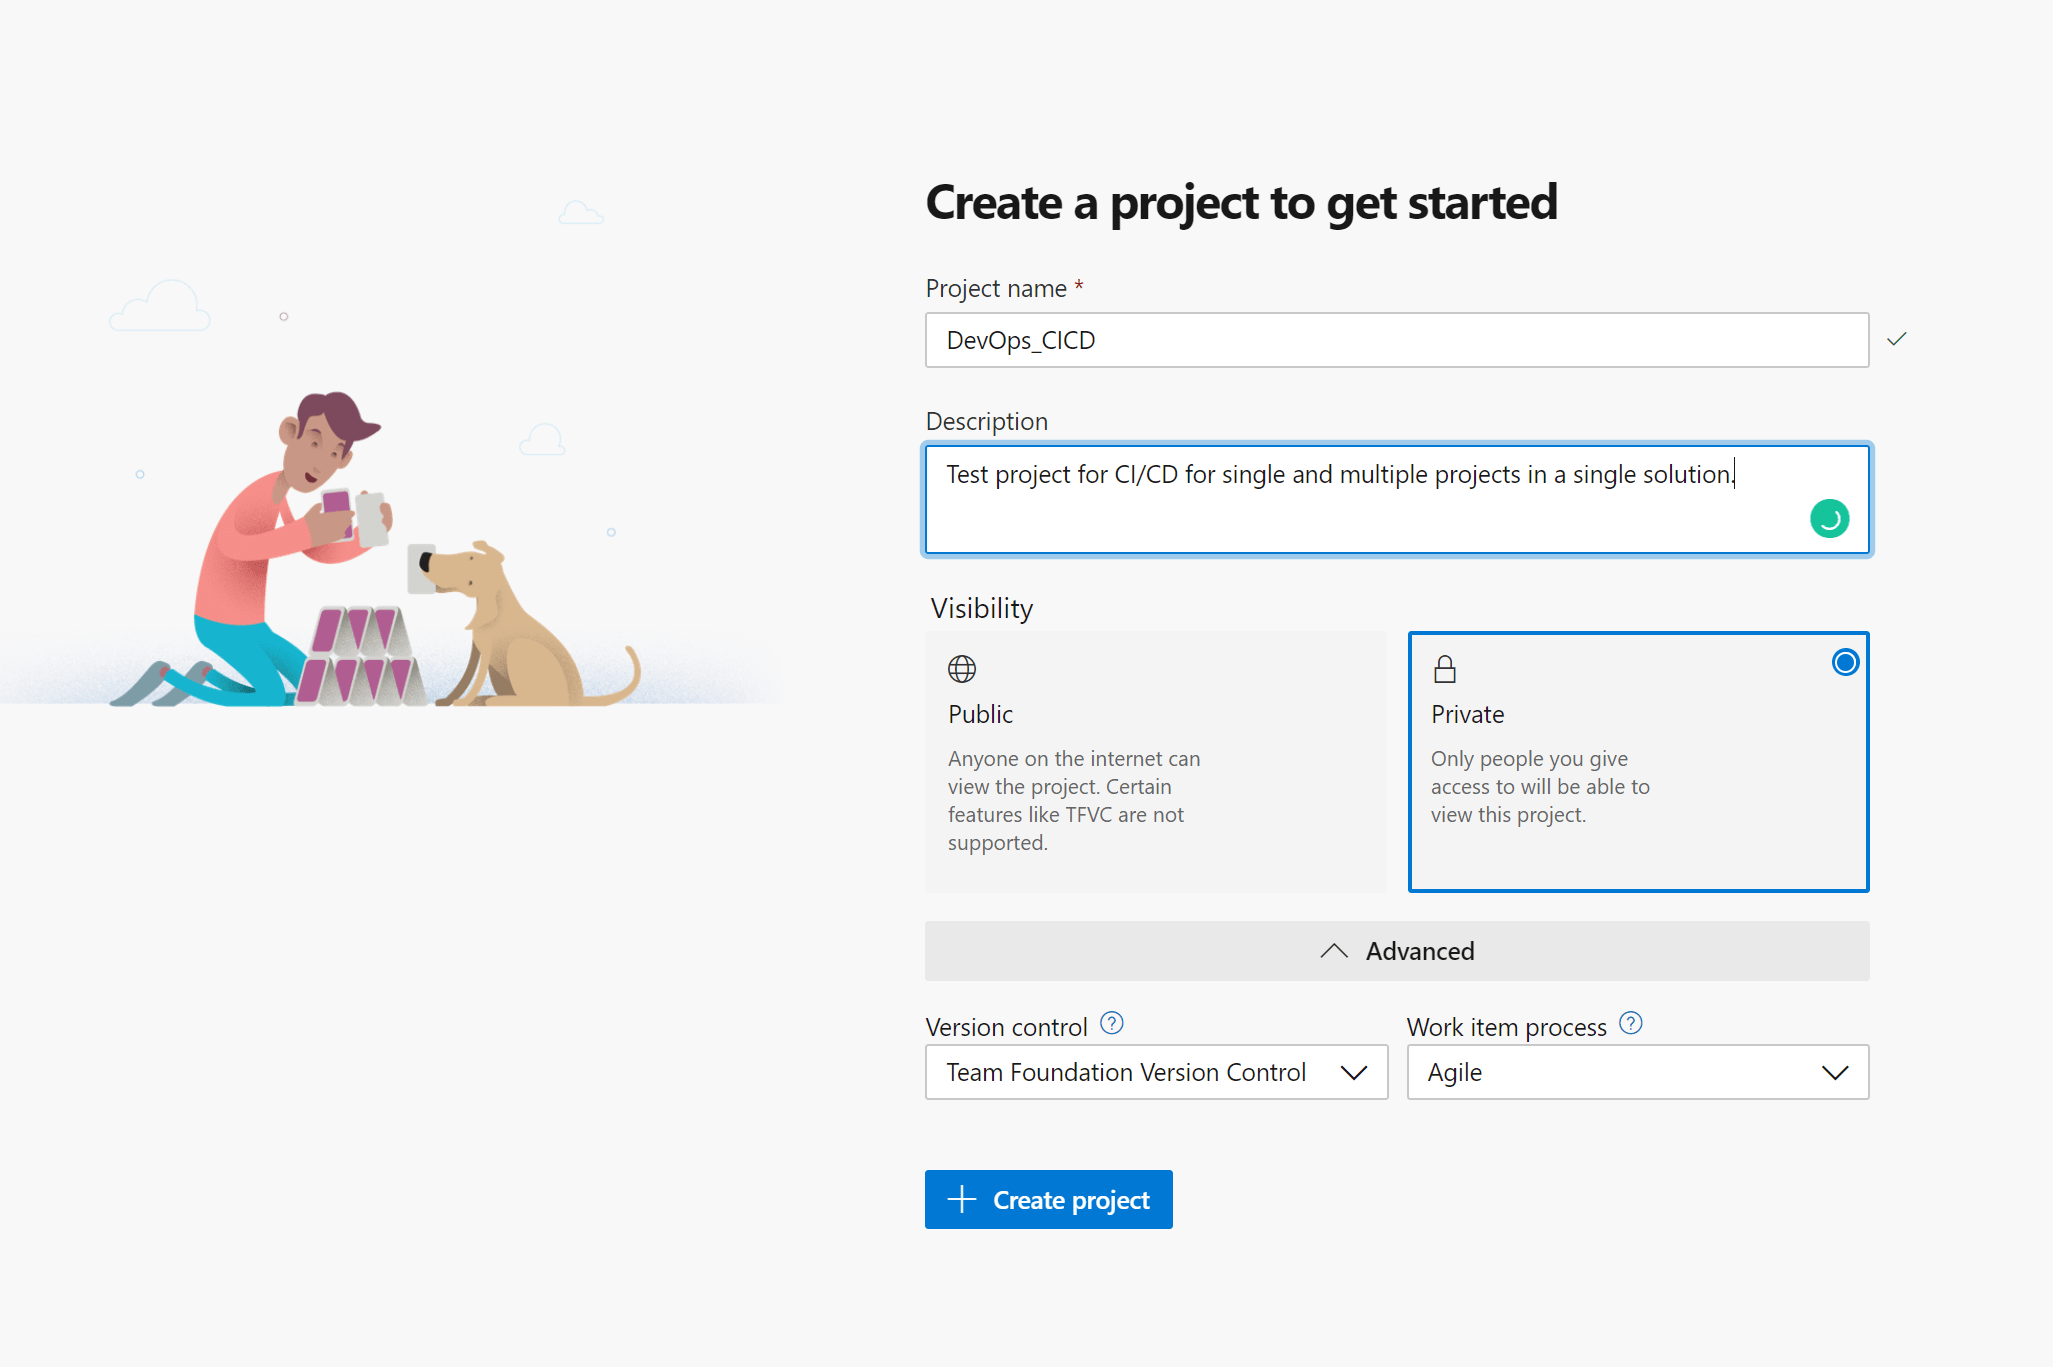 Create a project to get started
Project name *
DevOps_CICD
Description
Test project for CI/CD for single and multiple projects in a single solution.
Visibility
Public
Anyone on the internet can
view the project. Certain
features like TFVC are not
supported.
Private
Only people you give
access to will be able to
view this project.
Advanced
Version control ?
Team Foundation Version Control
Work item process ?
Agile
Create project